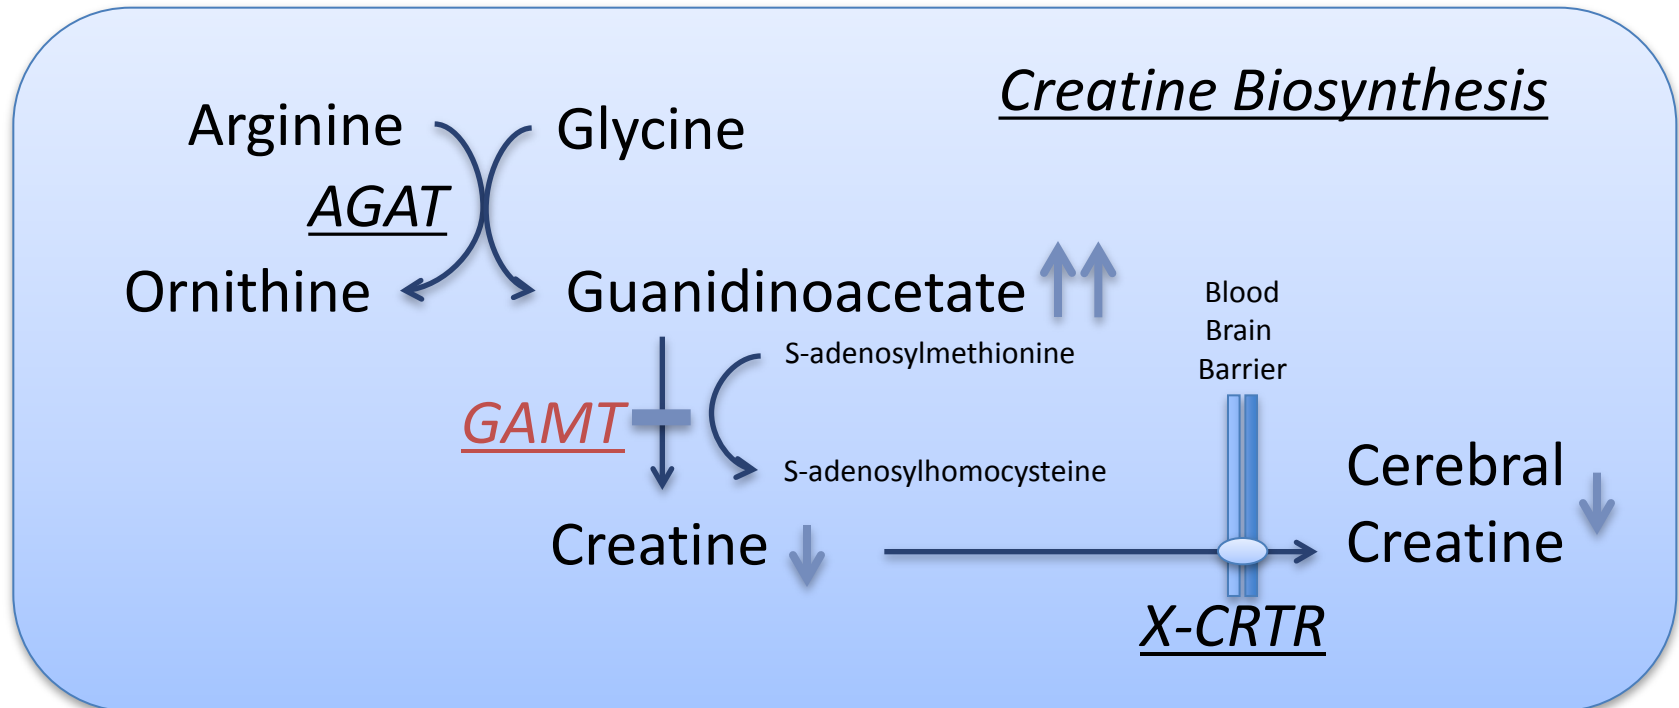 Creatine Biosynthesis
Arginine
Glycine
AGAT
Ornithine
Guanidinoacetate
Blood
Brain
Barrier
S-adenosylmethionine
GAMT
S-adenosylhomocysteine
Cerebral
Creatine
Creatine
X-CRTR